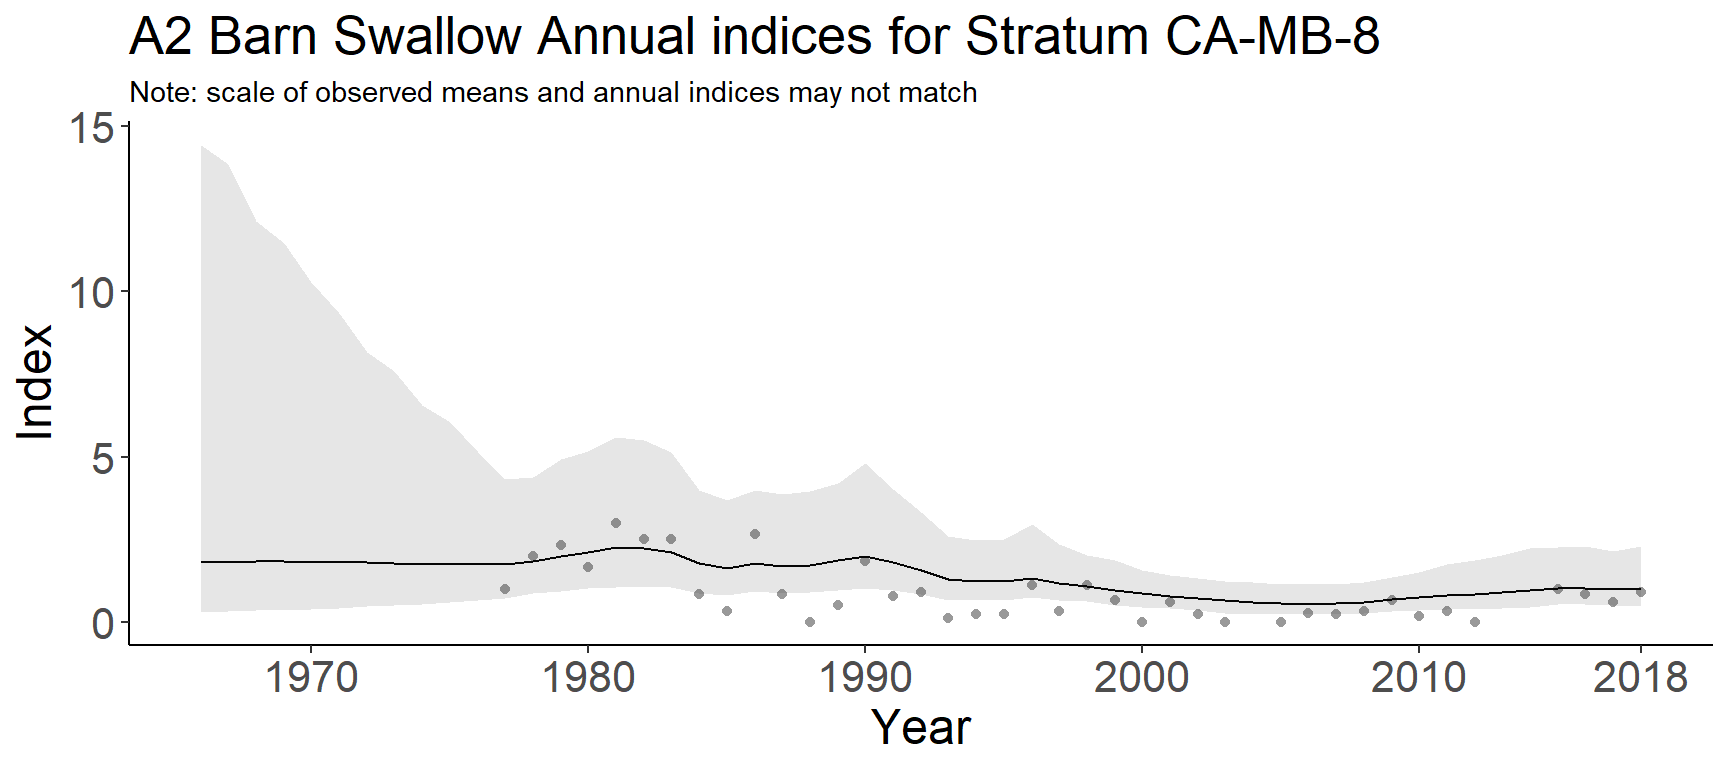 A2 Barn Swallow Annual indices for Stratum CA-MB-8
Note: scale of observed means and annual indices may not match
15
10
5
0
Index
1970 1980 1990 2000 2010 2018
Year